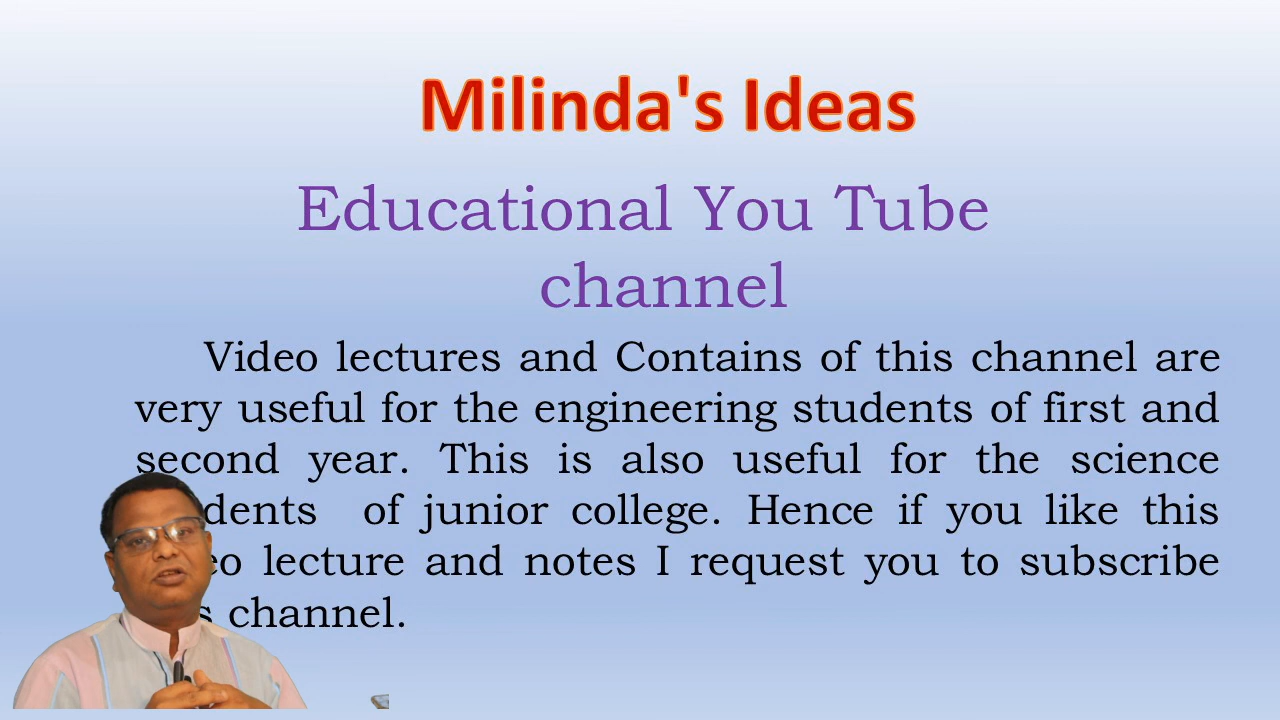 Milinda's Ideas
Educational You Tube
channel
Video lectures and Contains of this channel are
very useful for the engineering students of first and
second year. This is also useful for the science
dents of junior college. Hence if you like this
eo lecture and notes I request you to subscribe
s channel.